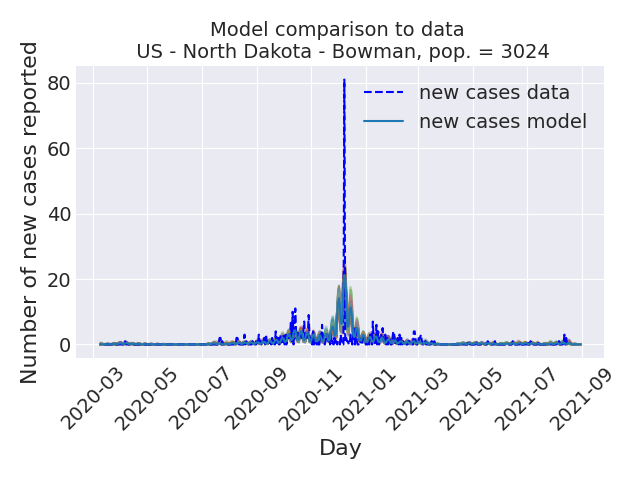 Model comparison to data
US - North Dakota - Bowman, pop. = 3024
Number of new cases reported
80
60
40
20
0
new cases data
new cases model
2020-03
2020-05
2020-07
2020-09
2020-11
2021-01
2021-03
2021-05
2021-07
2021-09
Day